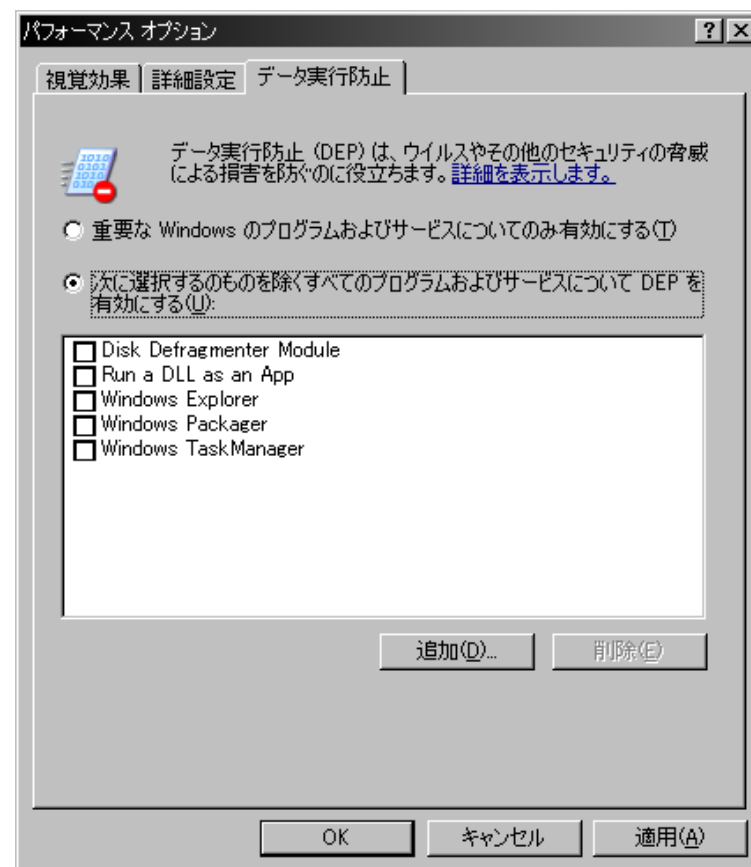 パフォーマンス オプション
視覚効果 詳細設定 データ実行防止
データ実行防止 (DEP) は、ウイルスやその他のセキュリティの脅威
による損害を防ぐのに役立ちます。詳細を表示します。
重要な Windows のプログラムおよびサービスについてのみ有効にする(T)
次に選択するのものを除くすべてのプログラムおよびサービスについて DEP を
有効にする(U):
Disk Defragmenter Module
Run a DLL as an App
Windows Explorer
Windows Packager
Windows TaskManager
追加(D)... 削除(E)
OK キャンセル 適用(A)